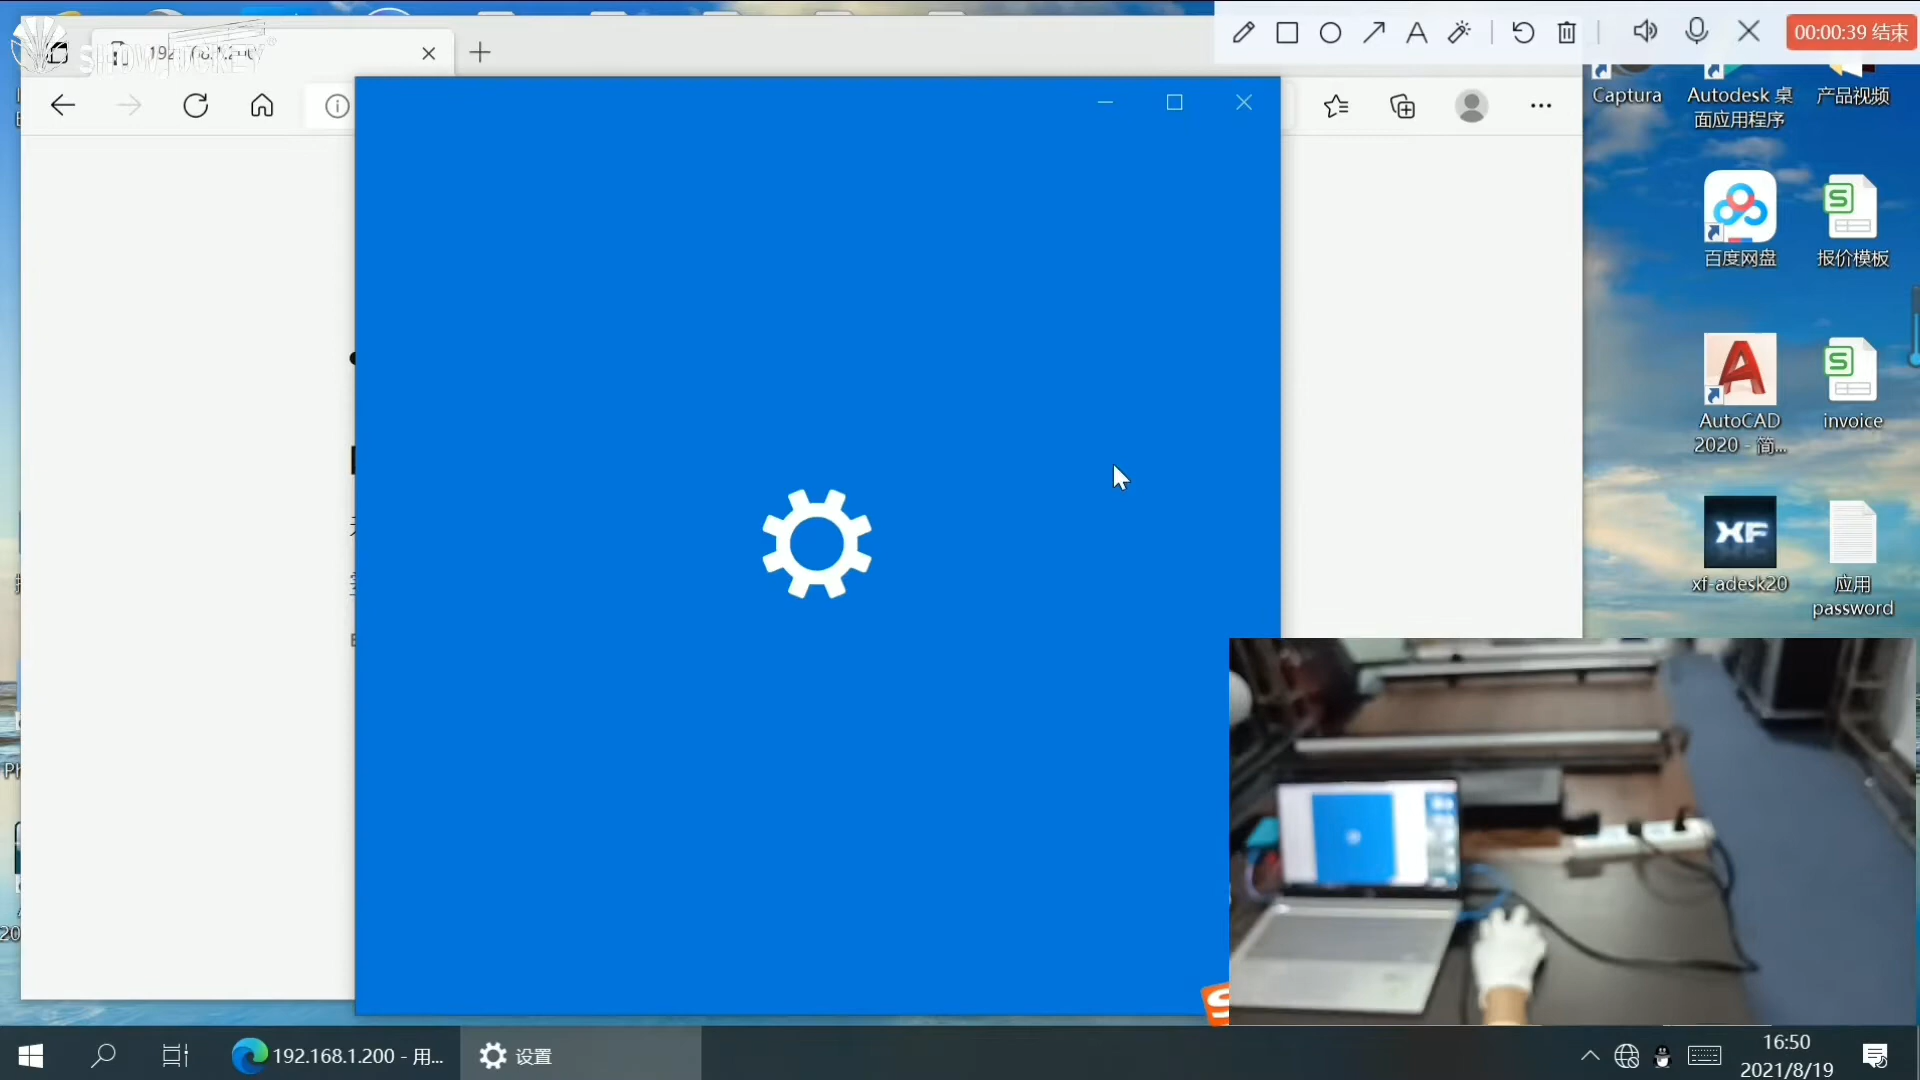 SHOWJOCKEY
00:00:39 结束
Captura
Autodesk 桌
面应用程序
产品视频
百度网盘
报价模板
AutoCAD
2020 - 简...
invoice
XF
xf-adesk20
应用
password
192.168.1.200 - 用...
设置
16:50
2021/8/19